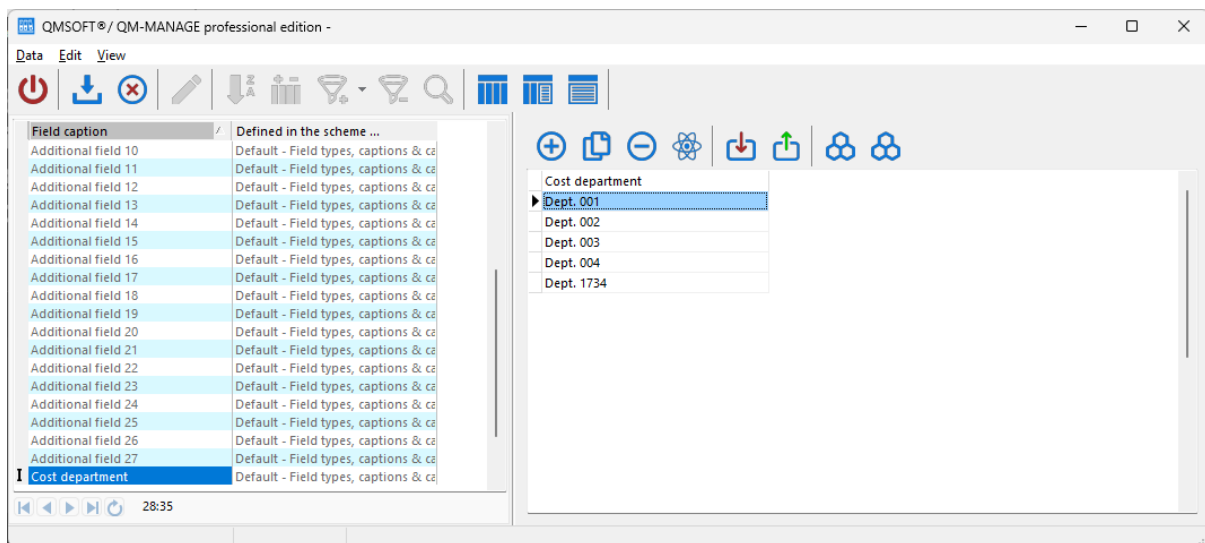 QMSOFT®/ QM-MANAGE professional edition -
Data Edit View
Field caption Defined in the scheme ...
Additional field 10 Default - Field types, captions & ca
Additional field 11 Default - Field types, captions & ca
Additional field 12 Default - Field types, captions & ca
Additional field 13 Default - Field types, captions & ca
Additional field 14 Default - Field types, captions & ca
Additional field 15 Default - Field types, captions & ca
Additional field 16 Default - Field types, captions & ca
Additional field 17 Default - Field types, captions & ca
Additional field 18 Default - Field types, captions & ca
Additional field 19 Default - Field types, captions & ca
Additional field 20 Default - Field types, captions & ca
Additional field 21 Default - Field types, captions & ca
Additional field 22 Default - Field types, captions & ca
Additional field 23 Default - Field types, captions & ca
Additional field 24 Default - Field types, captions & ca
Additional field 25 Default - Field types, captions & ca
Additional field 26 Default - Field types, captions & ca
Additional field 27 Default - Field types, captions & ca
Cost department Default - Field types, captions & ca
28:35
Cost department
Dept. 001
Dept. 002
Dept. 003
Dept. 004
Dept. 1734